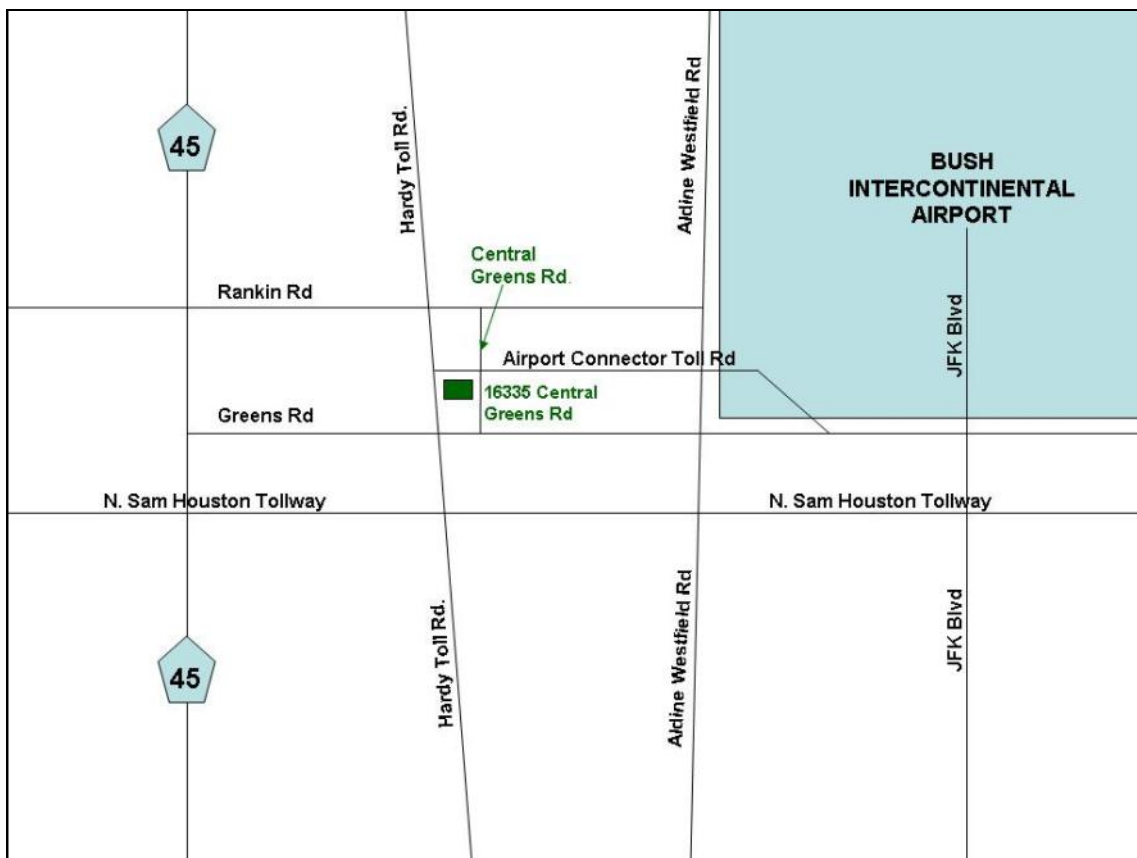 45
Hardy Toll Rd.
Aldine Westfield Rd
BUSH
INTERCONTINENTAL
AIRPORT
Central
Greens Rd.
Rankin Rd
JFK Blvd
Airport Connector Toll Rd
16335 Central
Greens Rd
Greens Rd
N. Sam Houston Tollway
N. Sam Houston Tollway
45
Hardy Toll Rd.
Aldine Westfield Rd
JFK Blvd